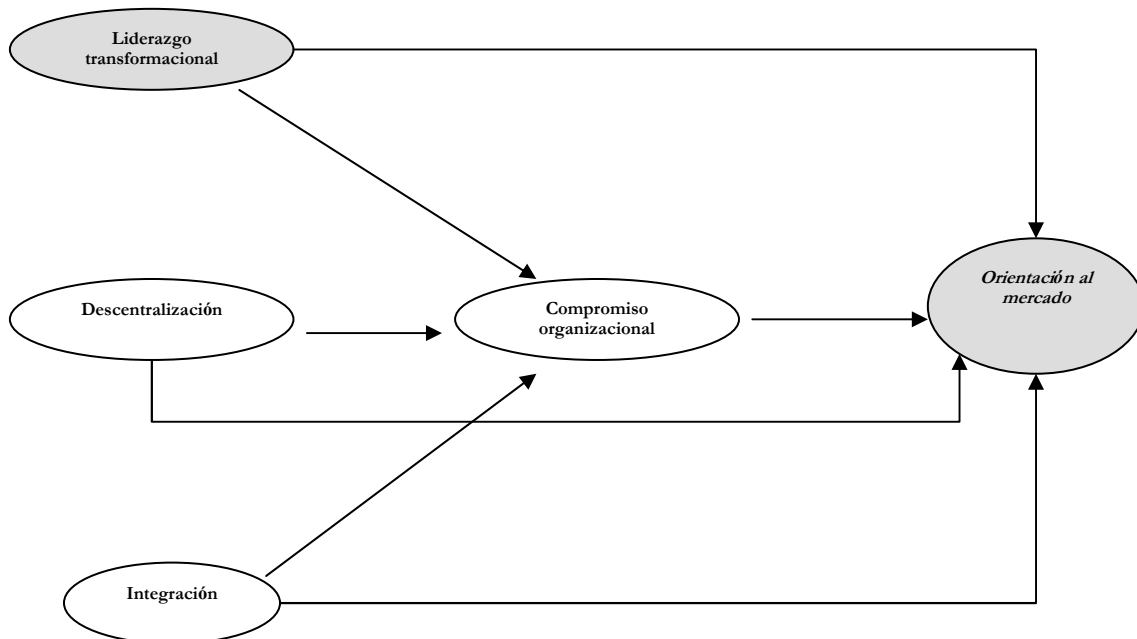 Liderazgo
transformacional
Orientación al
mercado
Descentralización
Compromiso
organizacional
Integración